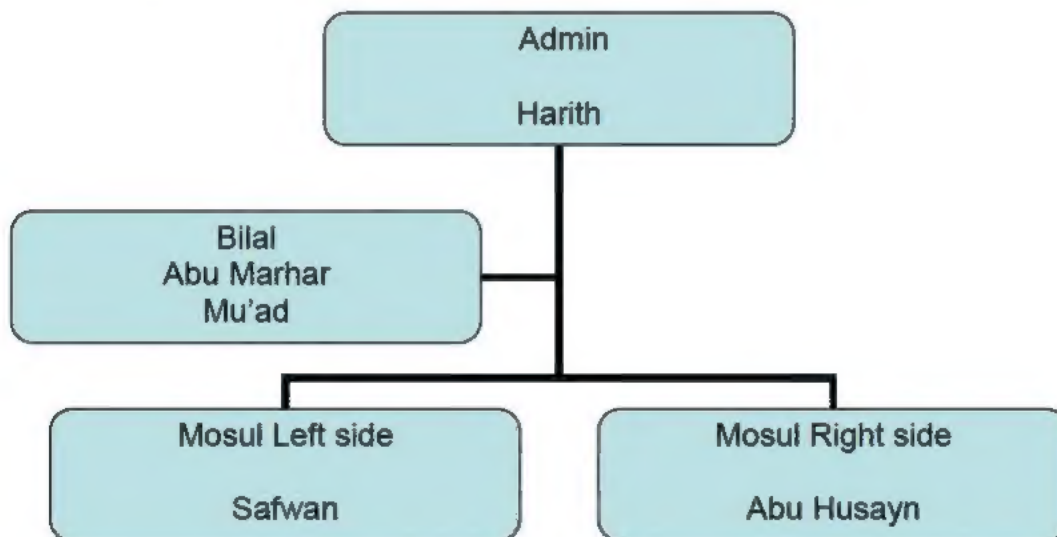 Admin
Harith
Bilal
Abu Marhar
Mu'ad
Mosul Left side
Safwan
Mosul Right side
Abu Husayn